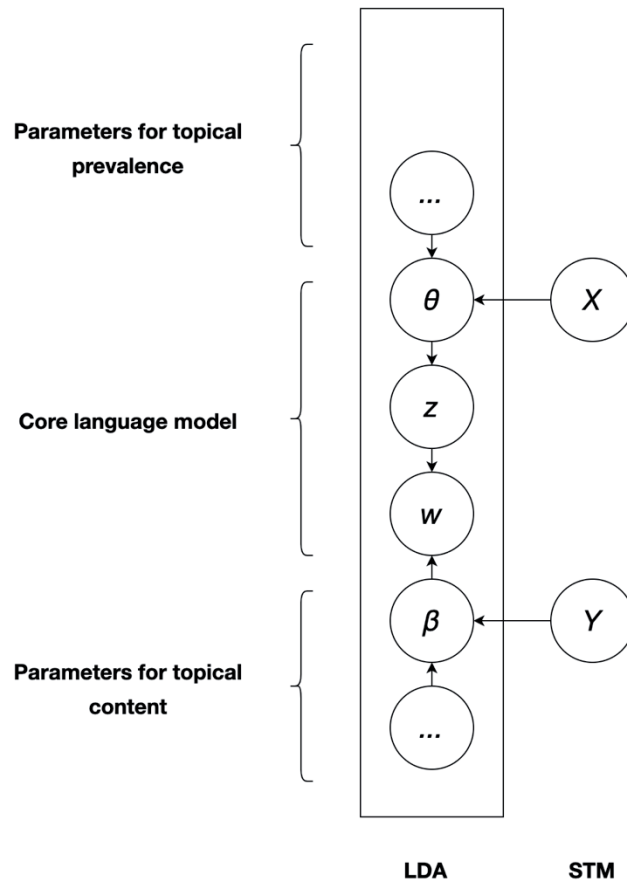 Parameters for topical
prevalence
...
θ
X
Core language model
z
w
β
Y
Parameters for topical
content
...
LDA
STM